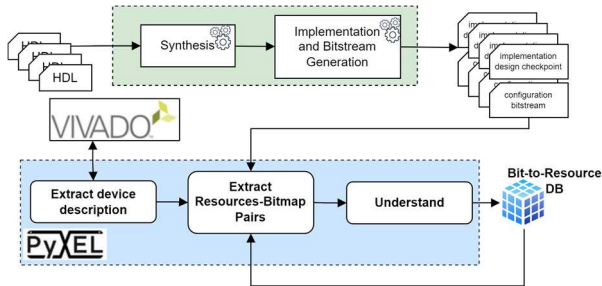 HDL
Synthesis
Implementation
and Bitstream
Generation
implementation
design checkpoint
configuration
bitstream
VIVADO
Extract device
description
Extract
Resources-Bitmap
Pairs
Understand
Bit-to-Resource
DB
PyXEL